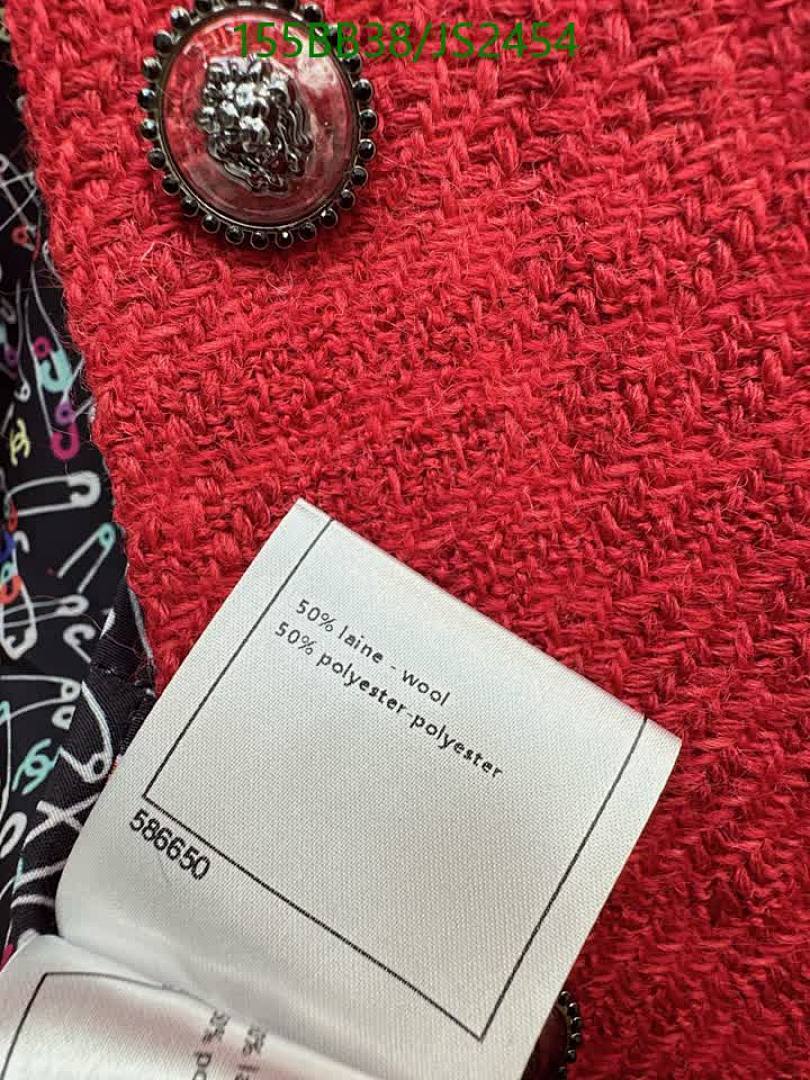 155BB38/JS2454
50% laine - wool
50% polyester-polyester
586650